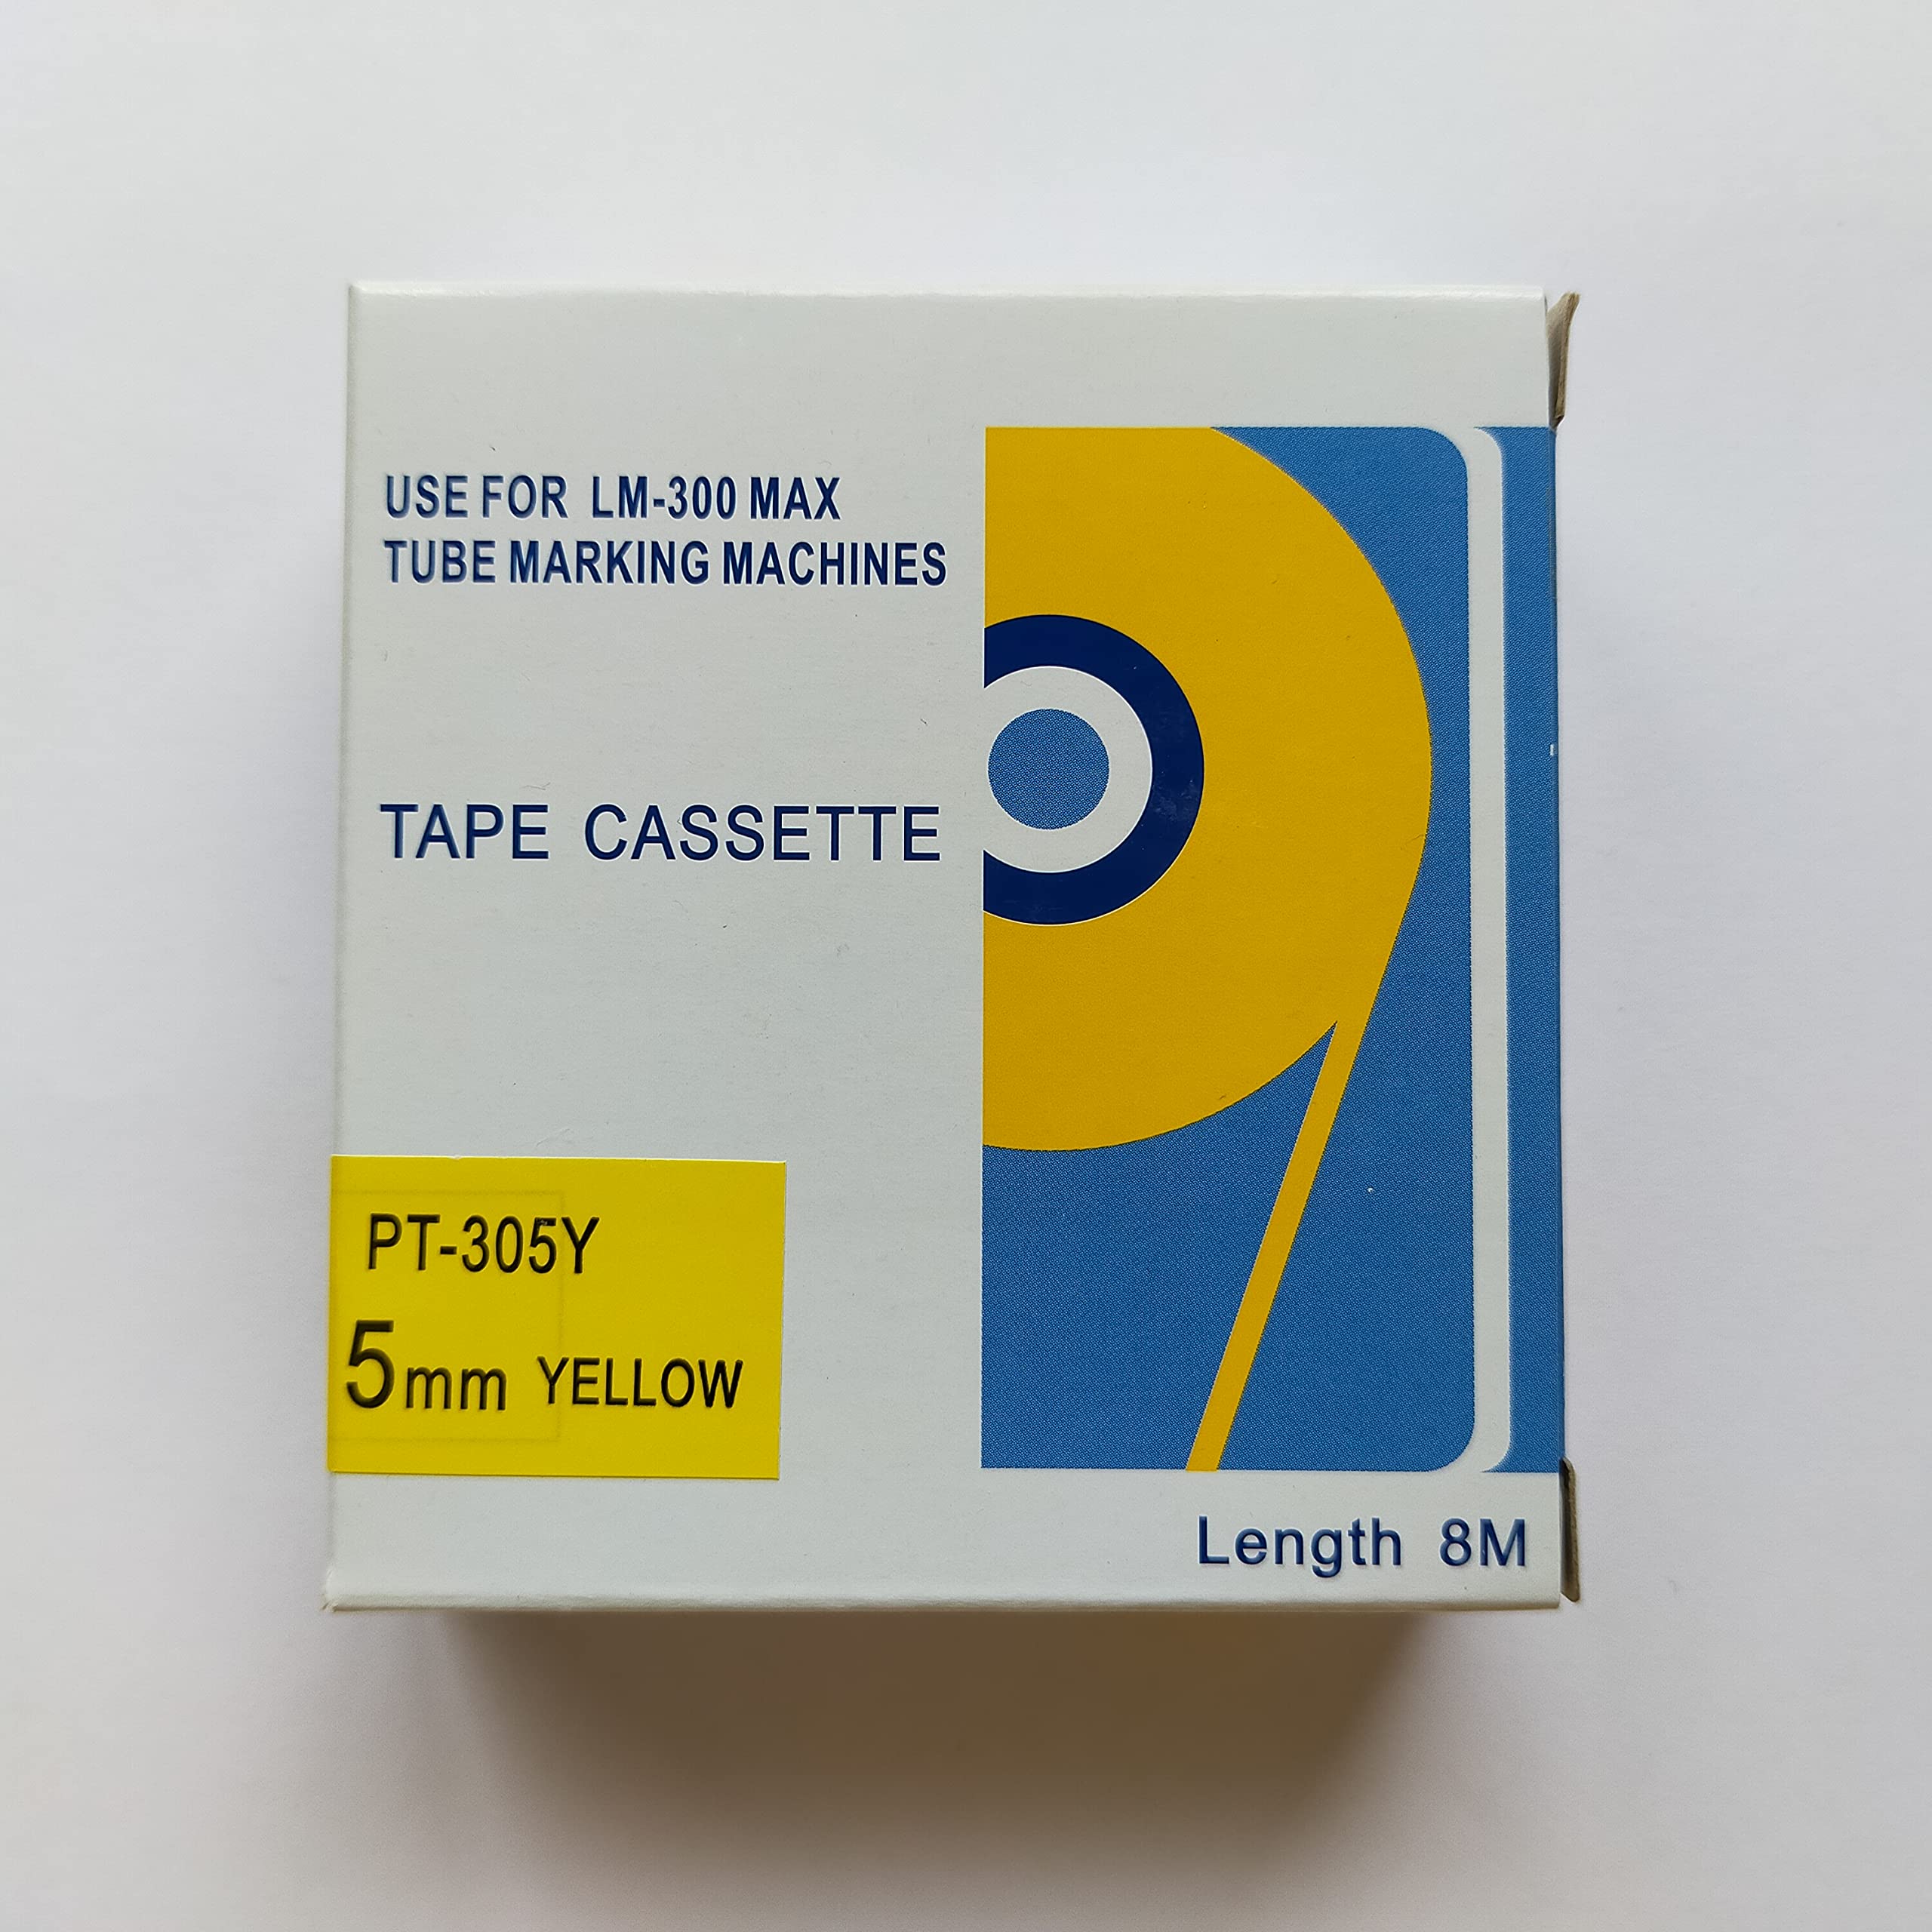 USE FOR LM-300 MAX
TUBE MARKING MACHINES
TAPE CASSETTE
PT-305Y
5mm YELLOW
Length 8M